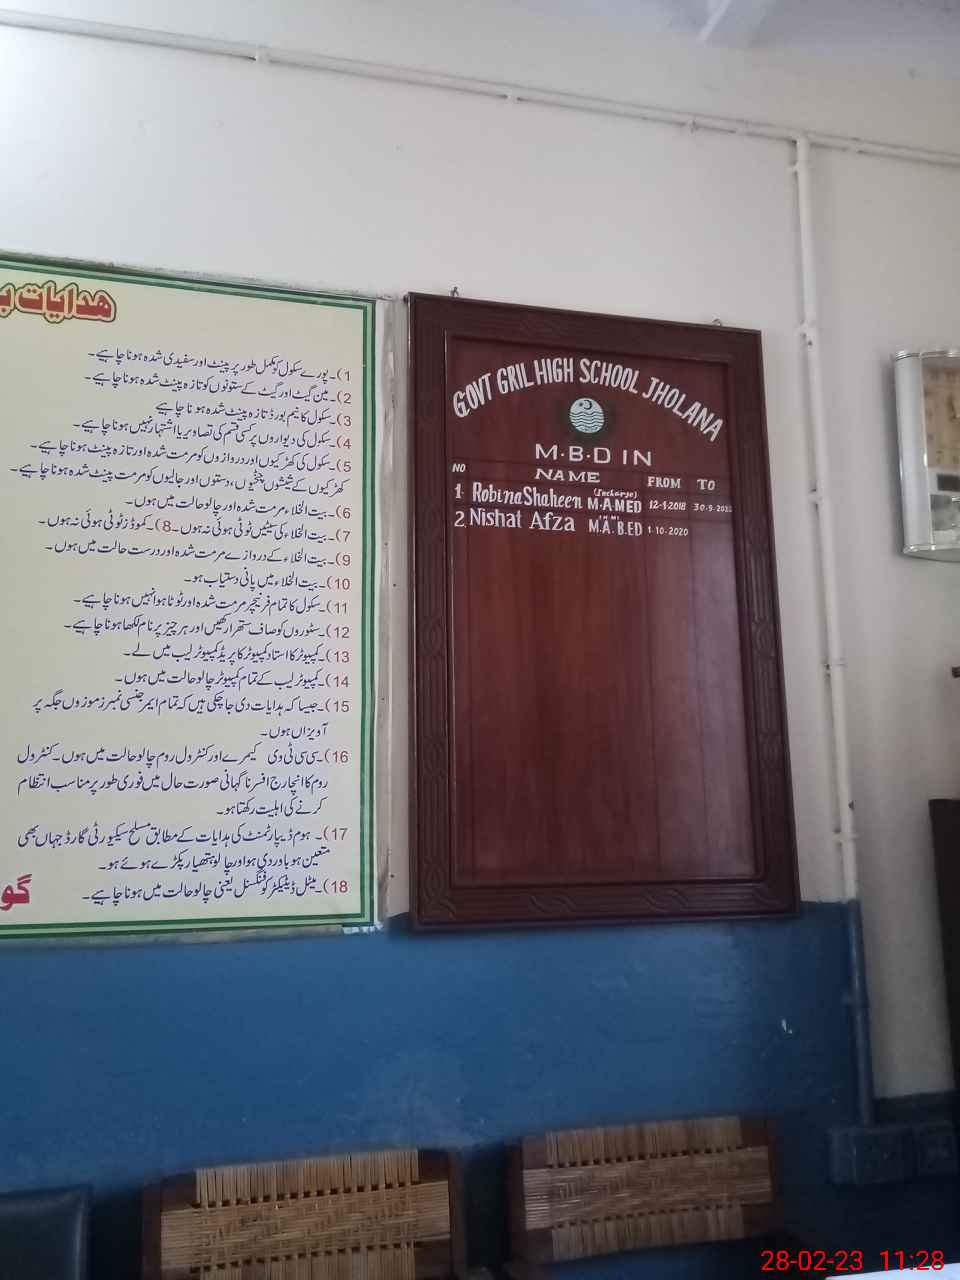 ھدایات
1)۔ پورے سکول کو مکمل طور پر پینٹ اور سفیدی شدہ ہونا چاہیے۔
2)۔ مین گیٹ اور گیٹ کے ستونوں کو تازہ پینٹ شدہ ہونا چاہیے۔
3)۔ سکول کا نیم بورڈ تازہ پینٹ شدہ ہونا چاہیے
4)۔ سکول کی دیواروں پر کسی قسم کی تصاویر یا اشتہار نہیں ہونا چاہیے۔
5)۔ سکول کی کھڑکیوں اور دروازوں کو مرمت شدہ اور تازہ پینٹ ہونا چاہیے۔
کھڑکیوں کے شیشوں چٹخیوں، دستوں اور جالیوں کو مرمت پینٹ شدہ ہونا چاہیے۔
6)۔ بیت الخلاء مرمت شدہ اور چالو حالت میں ہوں۔
7)۔ بیت الخلاء کی سیٹیں ٹوٹی ہوئی نہ ہوں۔ 8)۔ کموڈز ٹوٹی ہوئی نہ ہوں۔
9)۔ بیت الخلاء کے دروازے مرمت شدہ اور درست حالت میں ہوں۔
10)۔ بیت الخلاء میں پانی دستیاب ہو۔
11)۔ سکول کا تمام فرنیچر مرمت شدہ اور ٹوٹا ہوا نہیں ہونا چاہیے۔
12)۔ سٹوروں کو صاف ستھرا رکھیں اور ہر چیز پر نام لکھا ہونا چاہیے۔
13)۔ کمپیوٹر کا استاد کمپیوٹر کا پریڈ کمپیوٹر لیب میں لے۔
14)۔ کمپیوٹر لیب کے تمام کمپیوٹر چالو حالت میں ہوں۔
15)۔ جیسا کہ ہدایات دی جا چکی ہیں کہ تمام ایمرجنسی نمبرز موزوں جگہ پر
آویزاں ہوں۔
16)۔ سی سی ٹی وی کیمرے اور کنٹرول روم چالو حالت میں ہوں۔ کنٹرول
روم کا انچارج افسر ناگہانی صورت حال میں فوری طور پر مناسب انتظام
کرنے کی اہلیت رکھتا ہو۔
17)۔ ہوم ڈیپارٹمنٹ کی ہدایات کے مطابق مسلح سیکیورٹی گارڈ جہاں بھی
متعین ہو باوردی ہو اور چالو ہتھیار پکڑے ہوئے ہو۔
18)۔ میٹل ڈیٹیکٹر کو فنگسنل یعنی چالو حالت میں ہونا چاہیے۔
گو
GOVT GRIL HIGH SCHOOL JHOLANA
M.B.D IN
NO NAME FROM TO
1 Robina Shaheen (Incharge) M.A.MED 12-1-2018 30-9-2020
2 Nishat Afza M.A.B.ED 1-10-2020
28-02-23 11:28